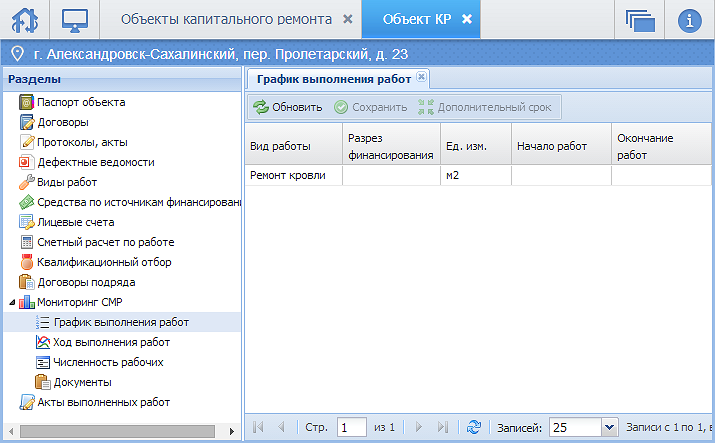 Объекты капитального ремонта
Объект КР
г. Александровск-Сахалинский, пер. Пролетарский, д. 23
Разделы
Паспорт объекта
Договоры
Протоколы, акты
Дефектные ведомости
Виды работ
Средства по источникам финансирован
Лицевые счета
Сметный расчет по работе
Квалификационный отбор
Договоры подряда
Мониторинг СМР
График выполнения работ
Ход выполнения работ
Численность рабочих
Документы
Акты выполненных работ
График выполнения работ
Обновить Сохранить Дополнительный срок
Вид работы
Разрез
финансирования
Ед. изм.
Начало работ
Окончание
работ
Ремонт кровли
м2
Стр. 1 из 1 Записей: 25 Записи с 1 по 1, в